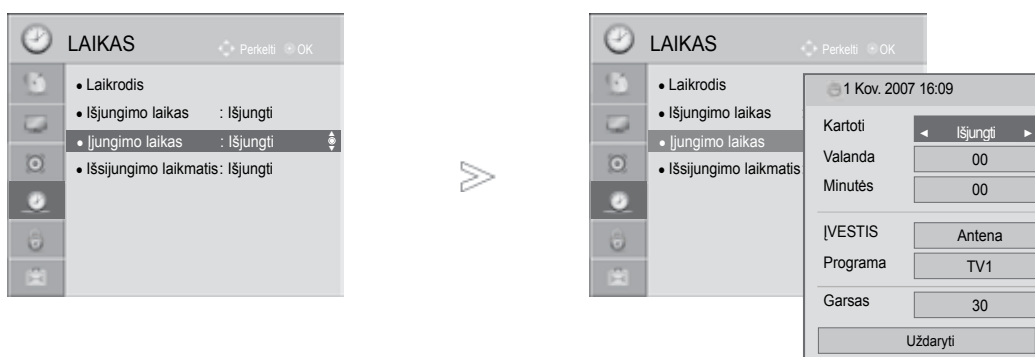 LAIKAS Perkelti OK
• Laikrodis
• Išjungimo laikas : Išjungti
• Įjungimo laikas : Išjungti
• Išsijungimo laikmatis: Išjungti
LAIKAS Perkelti OK
• Laikrodis
• Išjungimo laikas :
• Įjungimo laikas
• Išsijungimo laikmatis
1 Kov. 2007 16:09
Kartoti ◄ Išjungti ►
Valanda 00
Minutės 00
ĮVESTIS Antena
Programa TV1
Garsas 30
Uždaryti